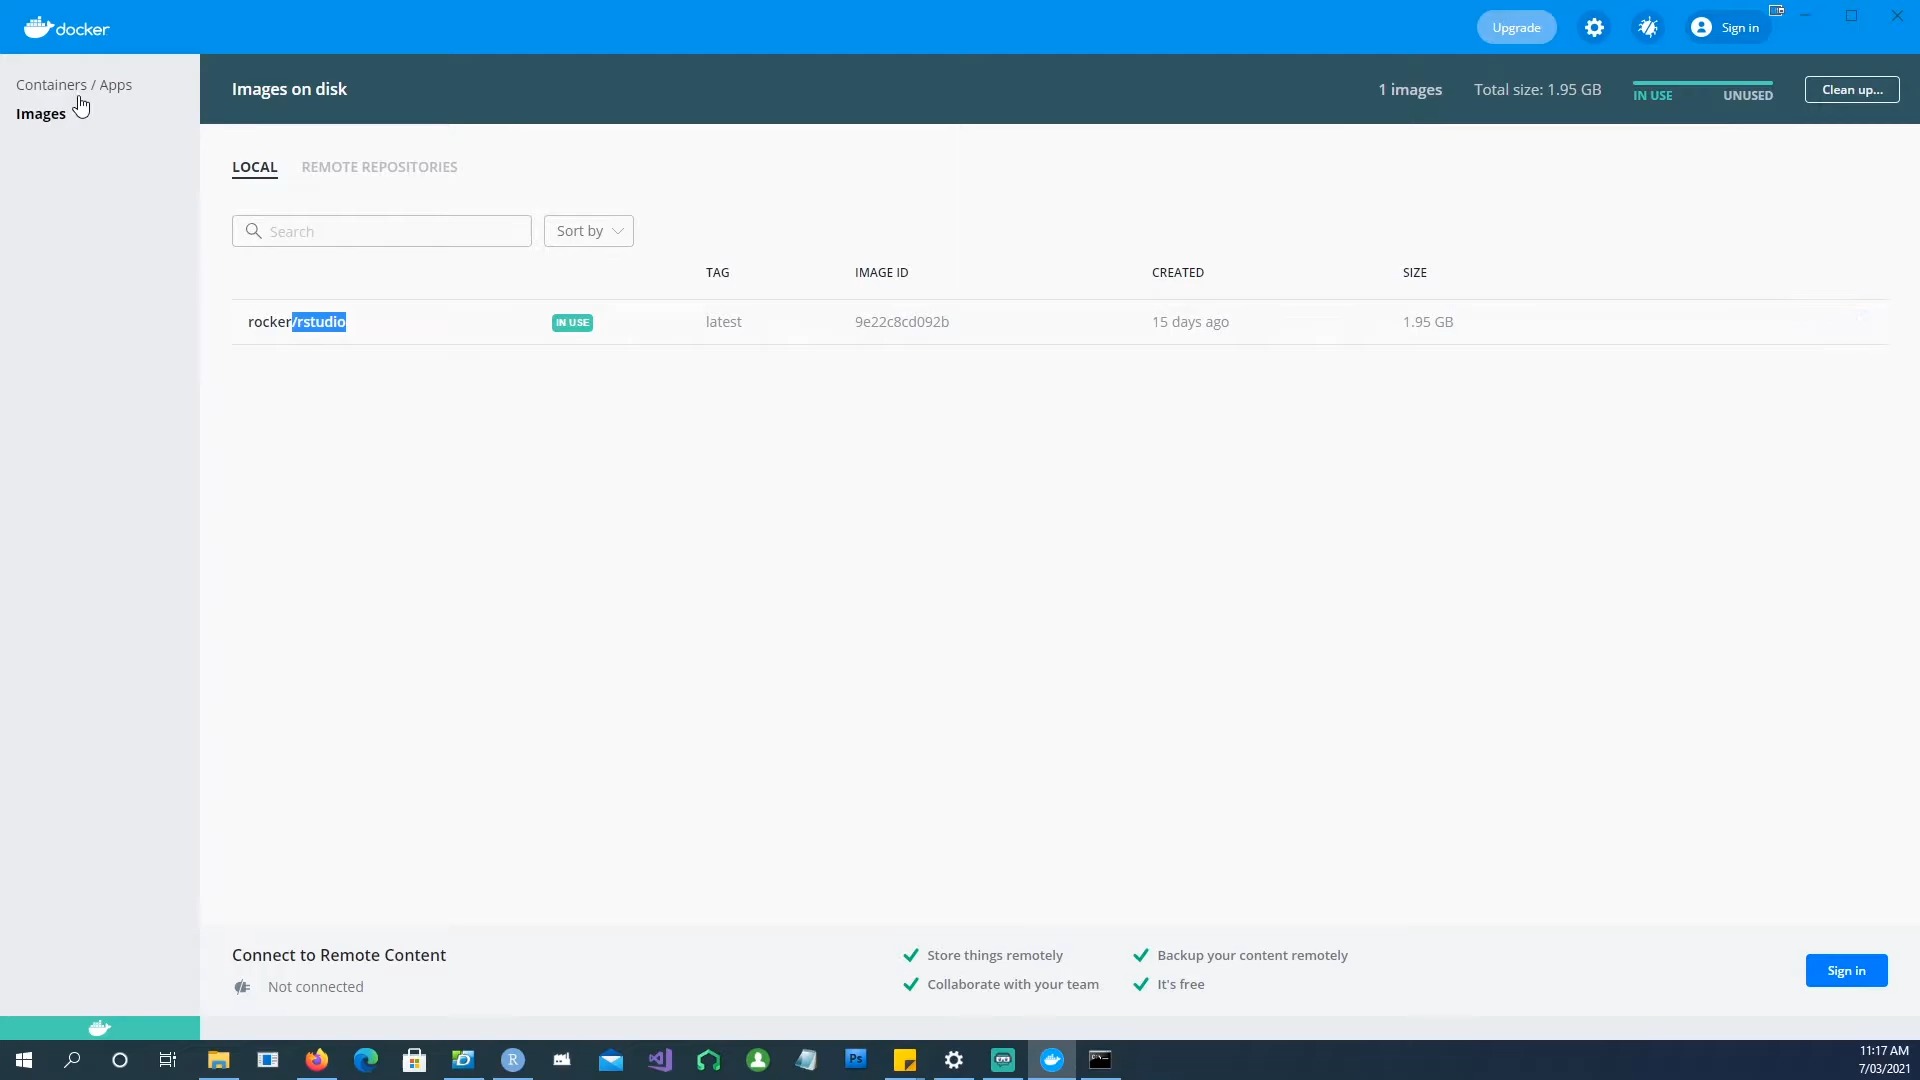 docker
Upgrade
Sign in
Containers / Apps
Images
Images on disk
1 images
Total size: 1.95 GB
IN USE
UNUSED
Clean up...
LOCAL
REMOTE REPOSITORIES
Search
Sort by
TAG
IMAGE ID
CREATED
SIZE
rocker/rstudio
IN USE
latest
9e22c8cd092b
15 days ago
1.95 GB
Connect to Remote Content
Not connected
Store things remotely
Backup your content remotely
Collaborate with your team
It's free
Sign in
R
Ps
11:17 AM
7/03/2021